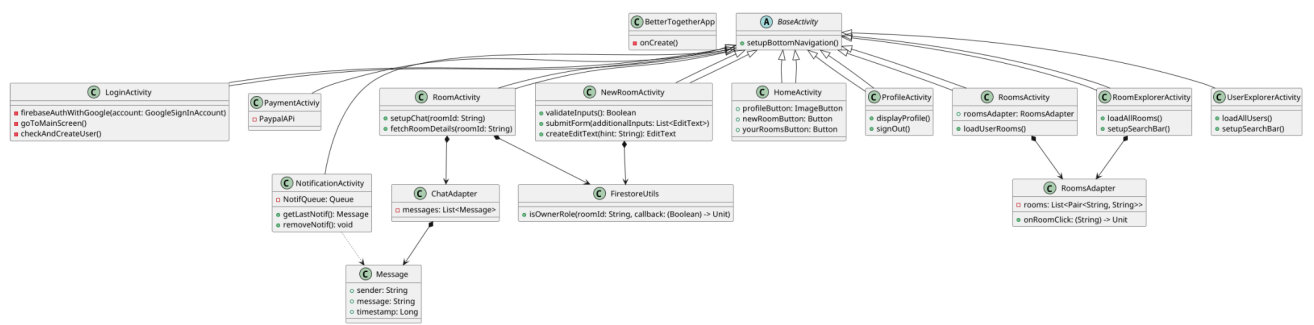 C BetterTogetherApp
onCreate()
A BaseActivity
setupBottomNavigation()
C LoginActivity
firebaseAuthWithGoogle(account: GoogleSignInAccount)
goToMainScreen()
checkAndCreateUser()
C PaymentActiviy
PaypalAPi
C RoomActivity
setupChat(roomId: String)
fetchRoomDetails(roomId: String)
C NewRoomActivity
validateInputs(): Boolean
submitForm(additionalInputs: List<EditText>)
createEditText(hint: String): EditText
C HomeActivity
profileButton: ImageButton
newRoomButton: Button
yourRoomsButton: Button
C ProfileActivity
displayProfile()
signOut()
C RoomsActivity
roomsAdapter: RoomsAdapter
loadUserRooms()
C RoomExplorerActivity
loadAllRooms()
setupSearchBar()
C UserExplorerActivity
loadAllUsers()
setupSearchBar()
C NotificationActivity
NotifQueue: Queue
getLastNotif(): Message
removeNotif(): void
C ChatAdapter
messages: List<Message>
C FirestoreUtils
isOwnerRole(roomId: String, callback: (Boolean) -> Unit)
C RoomsAdapter
rooms: List<Pair<String, String>>
onRoomClick: (String) -> Unit
C Message
sender: String
message: String
timestamp: Long